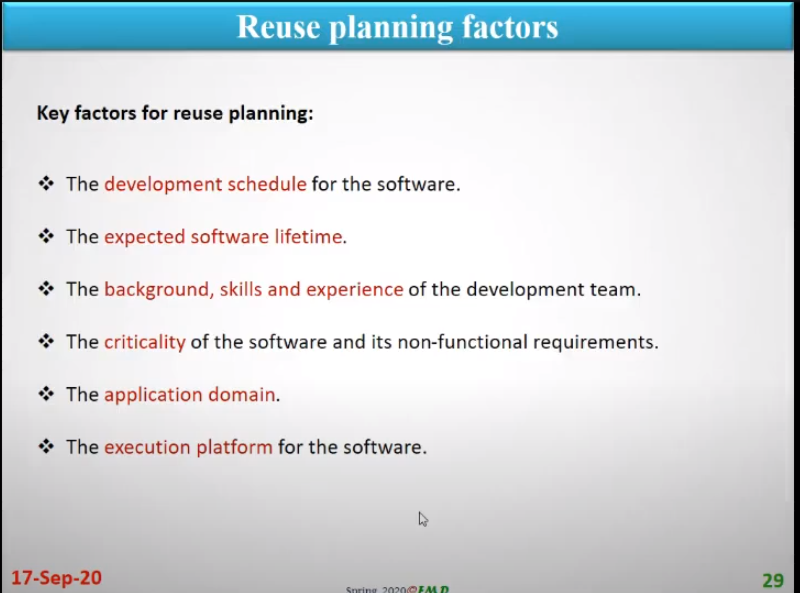 Reuse planning factors
Key factors for reuse planning:
The development schedule for the software.
The expected software lifetime.
The background, skills and experience of the development team.
The criticality of the software and its non-functional requirements.
The application domain.
The execution platform for the software.
17-Sep-20
Spring 2020©FMD
29